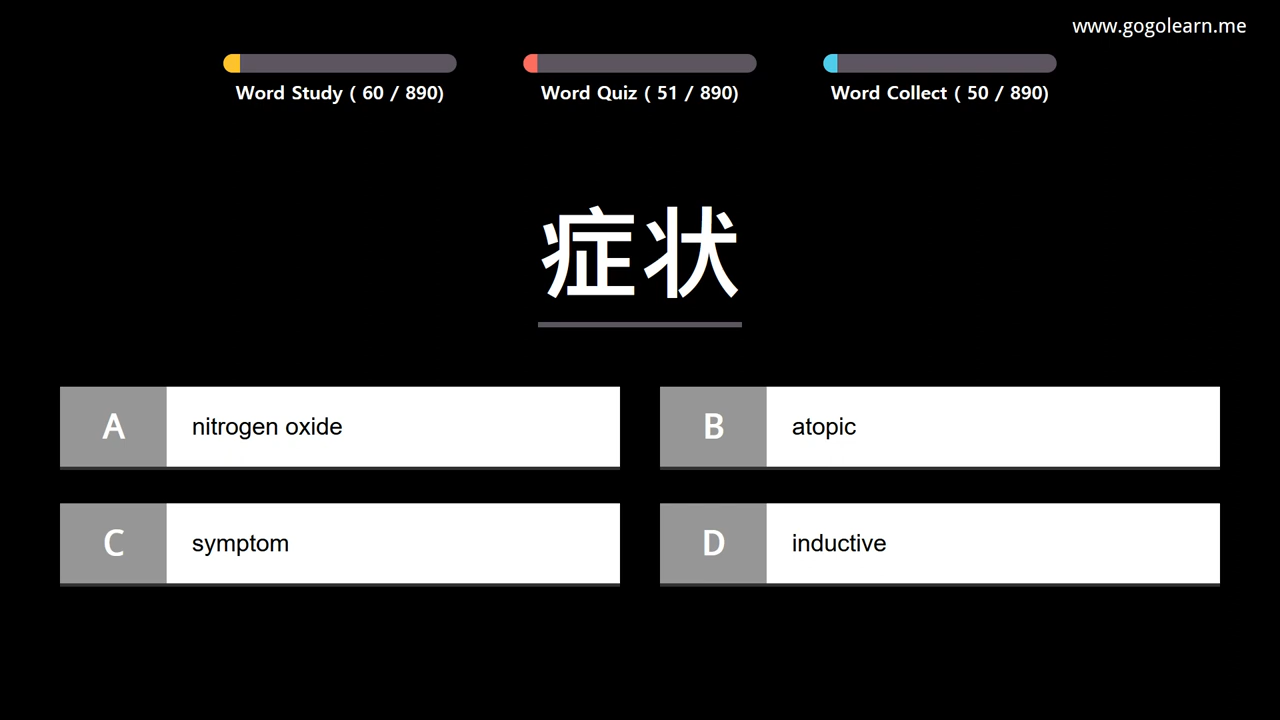 www.gogolearn.me
Word Study ( 60 / 890)
Word Quiz ( 51 / 890)
Word Collect ( 50 / 890)
症状
A nitrogen oxide
B atopic
C symptom
D inductive